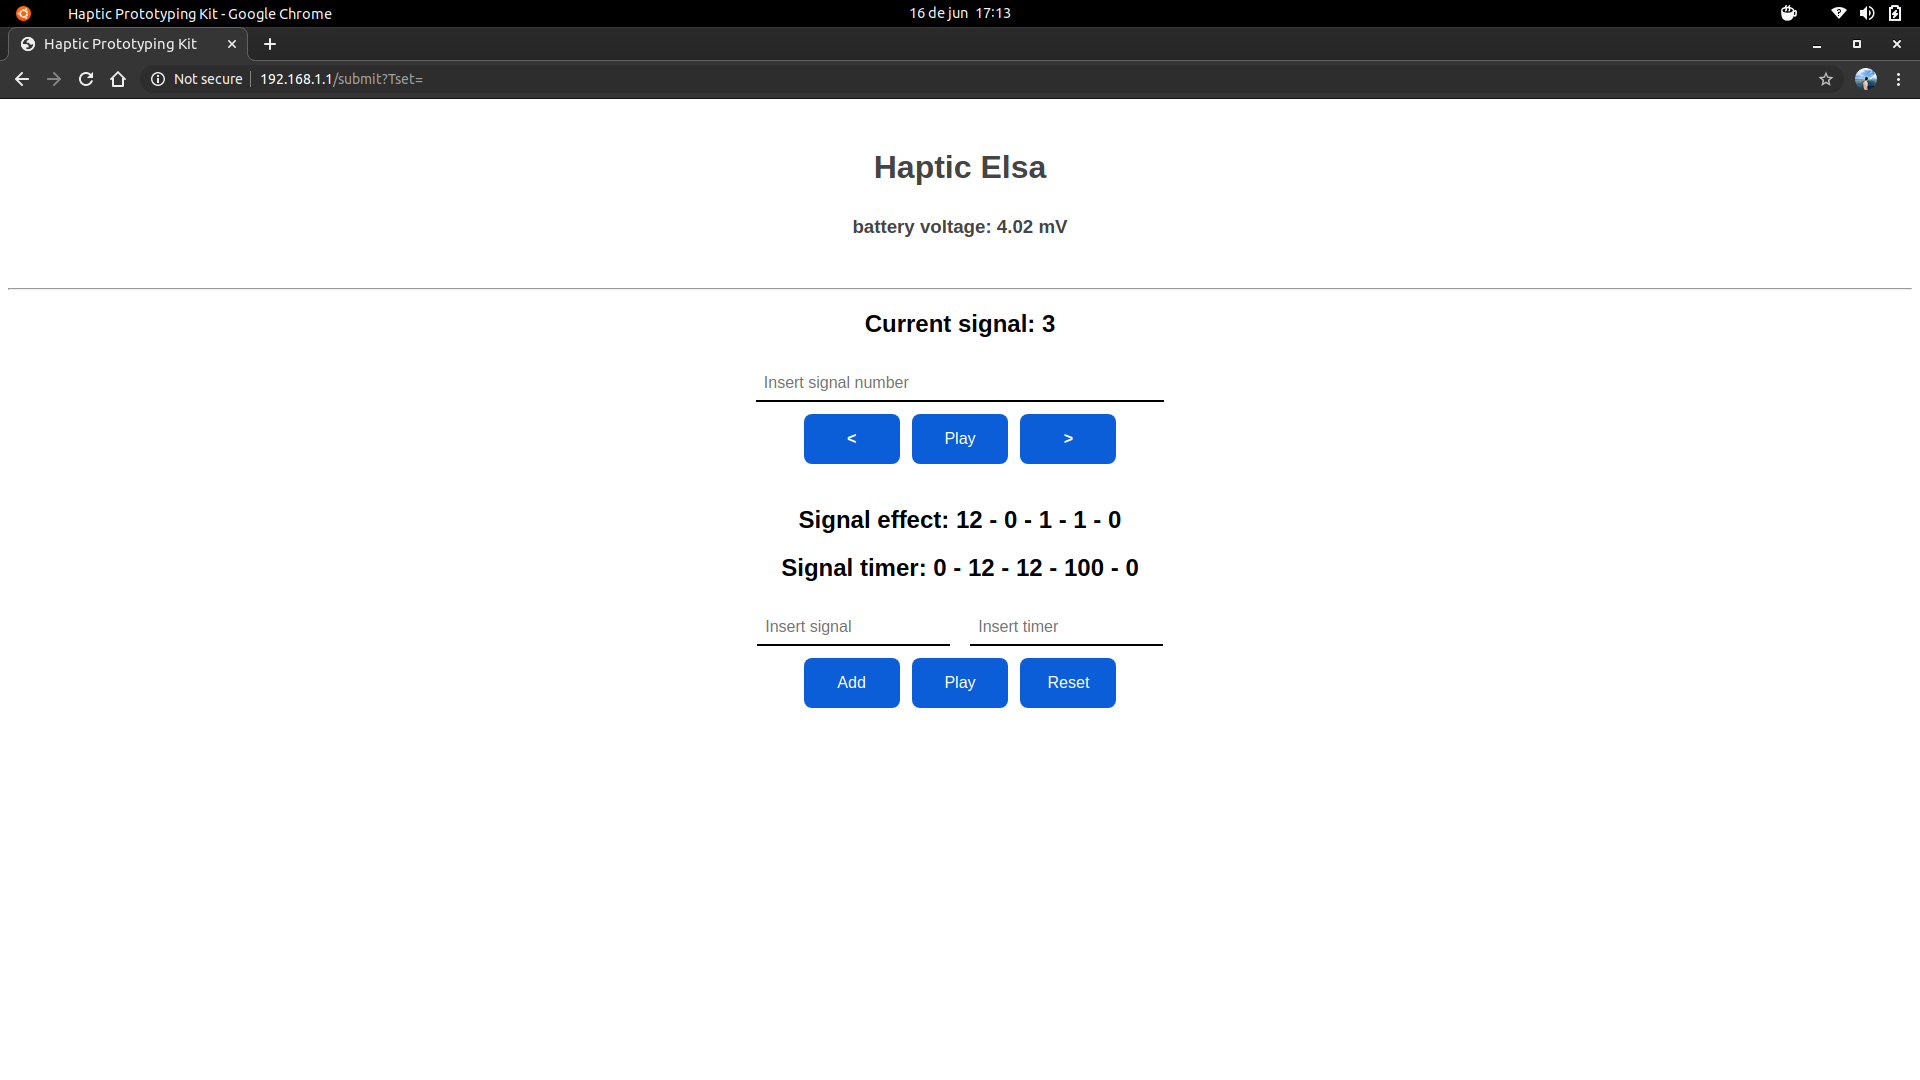 Haptic Prototyping Kit - Google Chrome
16 de jun 17:13
Haptic Prototyping Kit
Not secure
192.168.1.1/submit?Tset=
Haptic Elsa
battery voltage: 4.02 mV
Current signal: 3
Insert signal number
< Play >
Signal effect: 12 - 0 - 1 - 1 - 0
Signal timer: 0 - 12 - 12 - 100 - 0
Insert signal Insert timer
Add Play Reset